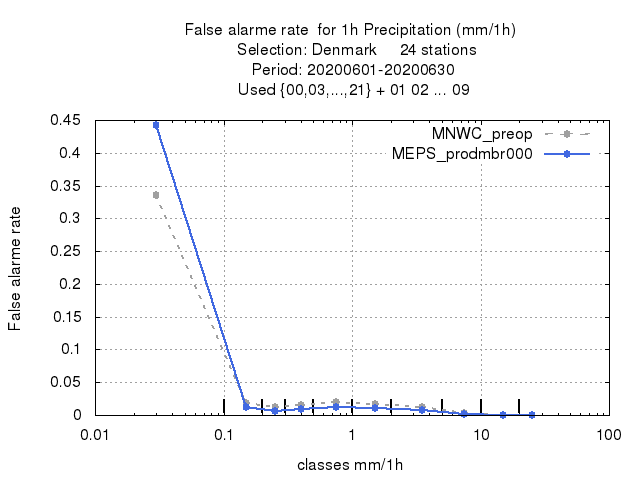 False alarme rate  for 1h Precipitation (mm/1h)
Selection: Denmark     24 stations
Period: 20200601-20200630
Used {00,03,...,21} + 01 02 ... 09
MNWC_preop
MEPS_prodmbr000
False alarme rate
0.45
0.4
0.35
0.3
0.25
0.2
0.15
0.1
0.05
0
0.01
0.1
1
10
100
classes mm/1h